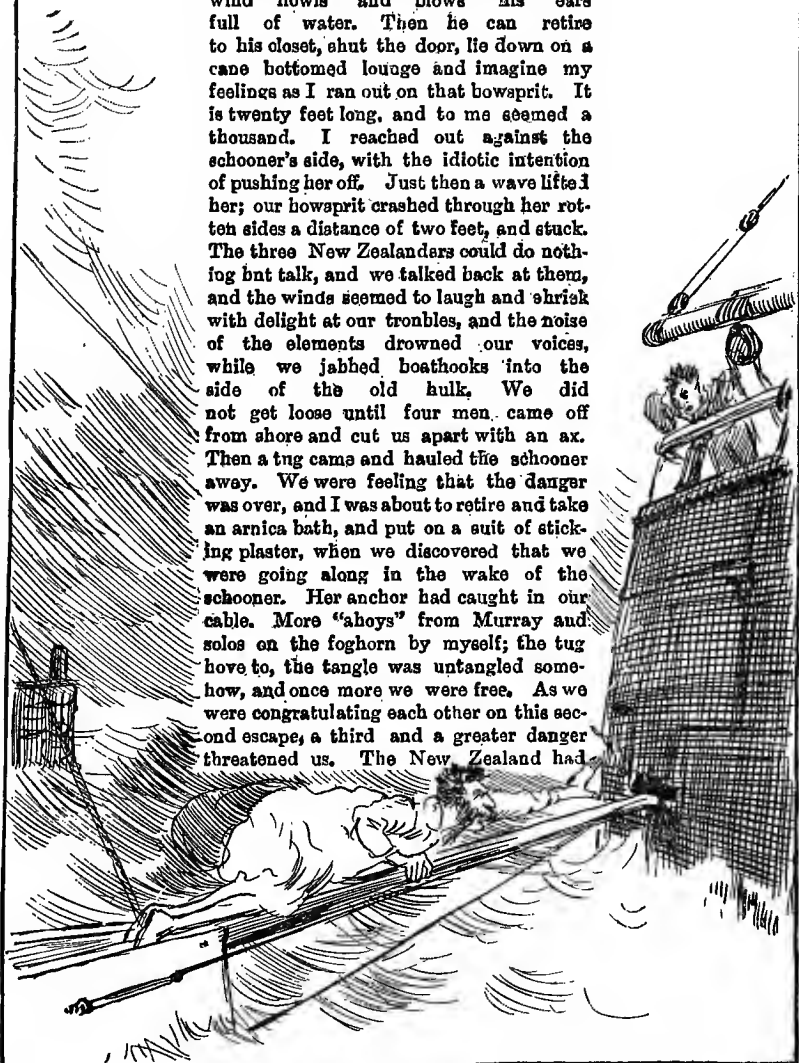 wind howls and blows his ears
full of water. Then he can retire
to his closet, shut the door, lie down on a
cane bottomed lounge and imagine my
feelings as I ran out on that bowsprit. It
is twenty feet long, and to me seemed a
thousand. I reached out against the
schooner's side, with the idiotic intention
of pushing her off. Just then a wave lifted
her; our bowsprit crashed through her rot-
ten sides a distance of two feet, and stuck.
The three New Zealanders could do noth-
ing but talk, and we talked back at them,
and the winds seemed to laugh and shriek
with delight at our troubles, and the noise
of the elements drowned our voices,
while we jabbed boathooks into the
side of the old hulk. We did
not get loose until four men came off
from shore and cut us apart with an ax.
Then a tug came and hauled the schooner
away. We were feeling that the danger
was over, and I was about to retire and take
an arnica bath, and put on a suit of stick-
ing plaster, when we discovered that we
were going along in the wake of the
schooner. Her anchor had caught in our
cable. More "ahoys" from Murray and
solos on the foghorn by myself; the tug
hove to, the tangle was untangled some-
how, and once more we were free. As we
were congratulating each other on this sec-
ond escape, a third and a greater danger
threatened us. The New Zealand had